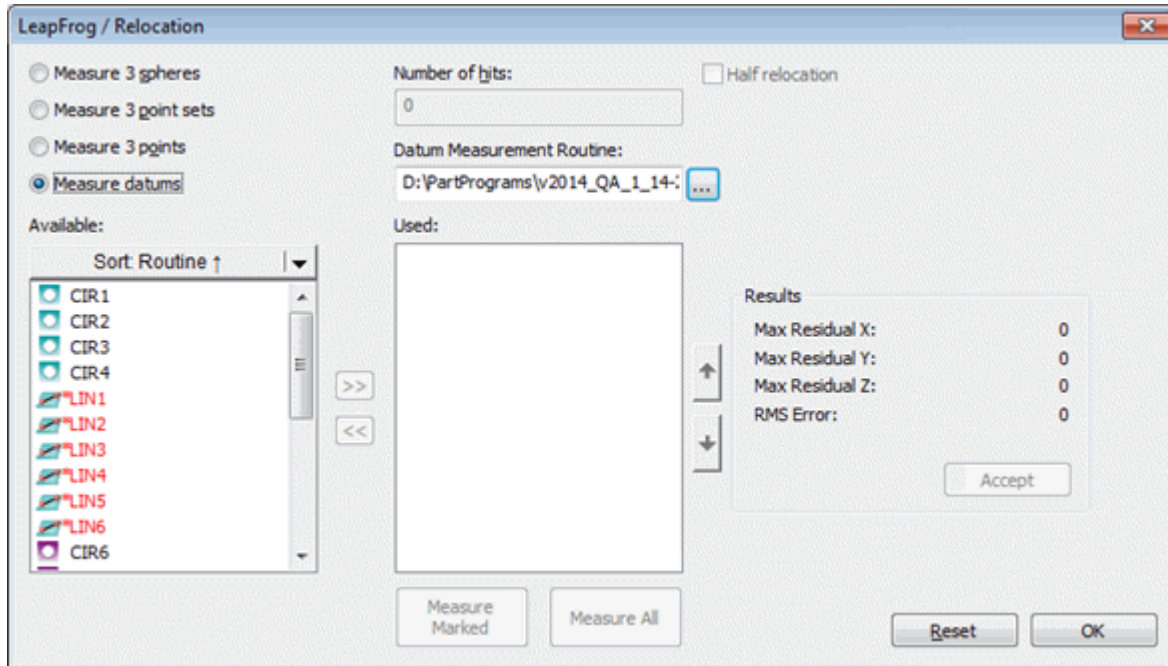 LeapFrog / Relocation
Measure 3 spheres
Measure 3 point sets
Measure 3 points
Measure datums
Number of hits:
0
Half relocation
Datum Measurement Routine:
D:\PartPrograms\v2014_QA_1_14-2
...
Available:
Sort: Routine ↑
CIR1
CIR2
CIR3
CIR4
*LIN1
*LIN2
*LIN3
*LIN4
*LIN5
*LIN6
CIR6
>>
<<
Used:
Measure Marked
Measure All
Results
Max Residual X: 0
Max Residual Y: 0
Max Residual Z: 0
RMS Error: 0
Accept
Reset
OK